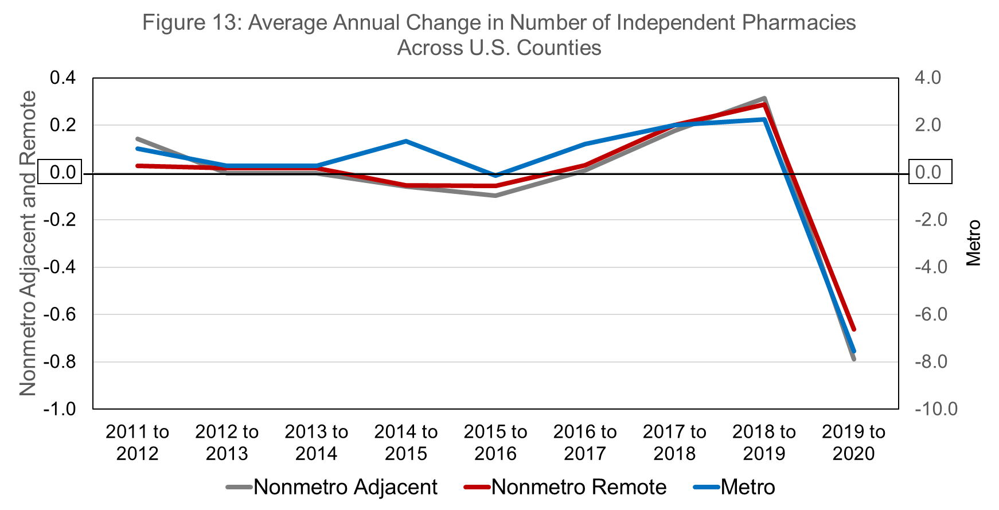 Figure 13: Average Annual Change in Number of Independent Pharmacies
Across U.S. Counties
Nonmetro Adjacent and Remote
0.4
0.2
0.0
-0.2
-0.4
-0.6
-0.8
-1.0
4.0
2.0
0.0
-2.0
-4.0
-6.0
-8.0
-10.0
Metro
2011 to
2012
2012 to
2013
2013 to
2014
2014 to
2015
2015 to
2016
2016 to
2017
2017 to
2018
2018 to
2019
2019 to
2020
Nonmetro Adjacent
Nonmetro Remote
Metro